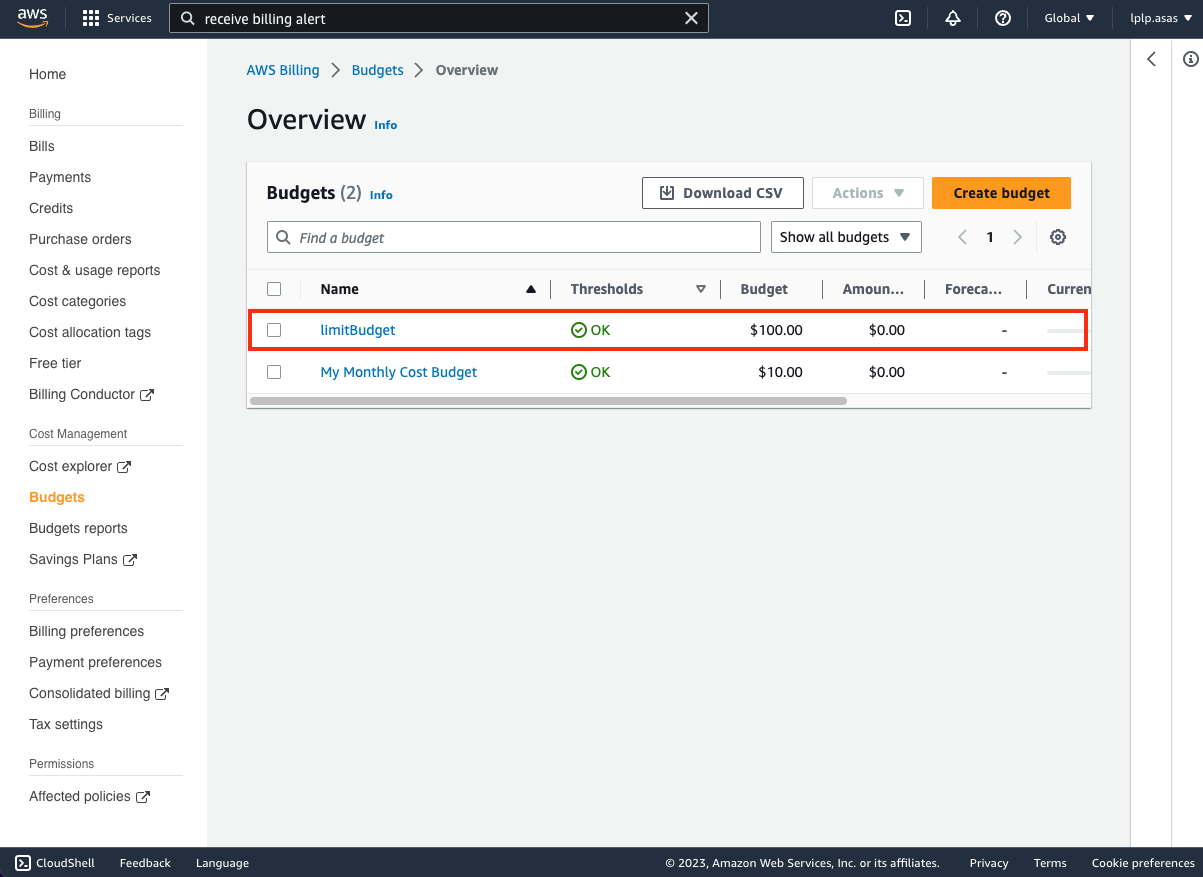 aws
Services
receive billing alert
Global
lplp.asas
Home
Billing
Bills
Payments
Credits
Purchase orders
Cost & usage reports
Cost categories
Cost allocation tags
Free tier
Billing Conductor
Cost Management
Cost explorer
Budgets
Budgets reports
Savings Plans
Preferences
Billing preferences
Payment preferences
Consolidated billing
Tax settings
Permissions
Affected policies
AWS Billing > Budgets > Overview
Overview Info
Budgets (2) Info
Download CSV
Actions
Create budget
Find a budget
Show all budgets
1
Name Thresholds Budget Amoun... Foreca... Curren
limitBudget OK $100.00 $0.00 -
My Monthly Cost Budget OK $10.00 $0.00 -
CloudShell Feedback Language © 2023, Amazon Web Services, Inc. or its affiliates. Privacy Terms Cookie preferences